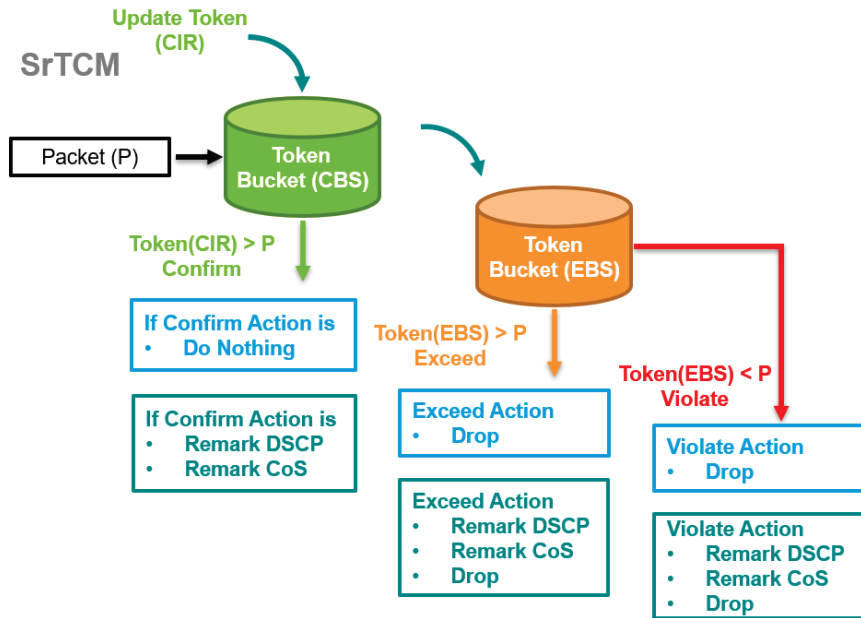 Update Token
(CIR)
SrTCM
Packet (P)
Token
Bucket (CBS)
Token
Bucket (EBS)
Token(CIR) > P
Confirm
If Confirm Action is
• Do Nothing
If Confirm Action is
• Remark DSCP
• Remark CoS
Token(EBS) > P
Exceed
Exceed Action
• Drop
Exceed Action
• Remark DSCP
• Remark CoS
• Drop
Token(EBS) < P
Violate
Violate Action
• Drop
Violate Action
• Remark DSCP
• Remark CoS
• Drop